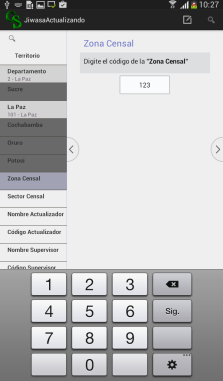 10:27
JiwasaActualizando
Territorio
Departamento
2 - La Paz
Sucre
La Paz
101 - La Paz
Cochabamba
Oruro
Potosi
Zona Censal
Sector Censal
Nombre Actualizador
Código Actualizador
Nombre Supervisor
Código Supervisor
Zona Censal
Digite el código de la "Zona Censal"
123
1 2 3
4 5 6 Sig.
7 8 9
0